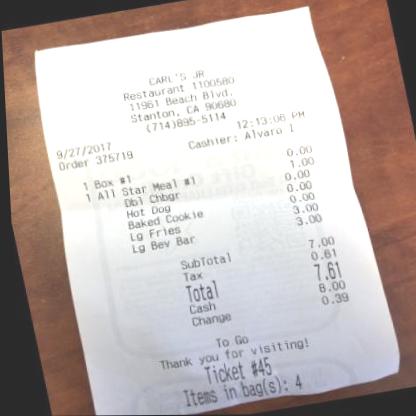 CARL'S JR
Restaurant 1100580
11961 Beach Blvd.
Stanton, CA 90680
(714)895-5114
9/27/2017 12:13:06 PM
Order 375719 Cashier: Alvaro I
1 Box #1 0.00
1 All Star Meal #1 1.00
Dbl Chbgr 0.00
Hot Dog 0.00
Baked Cookie 0.00
Lg Fries 3.00
Lg Bev Bar 3.00
SubTotal 7.00
Tax 0.61
Total 7.61
Cash 8.00
Change 0.39
To Go
Thank you for visiting!
Ticket #45
Items in bag(s): 4